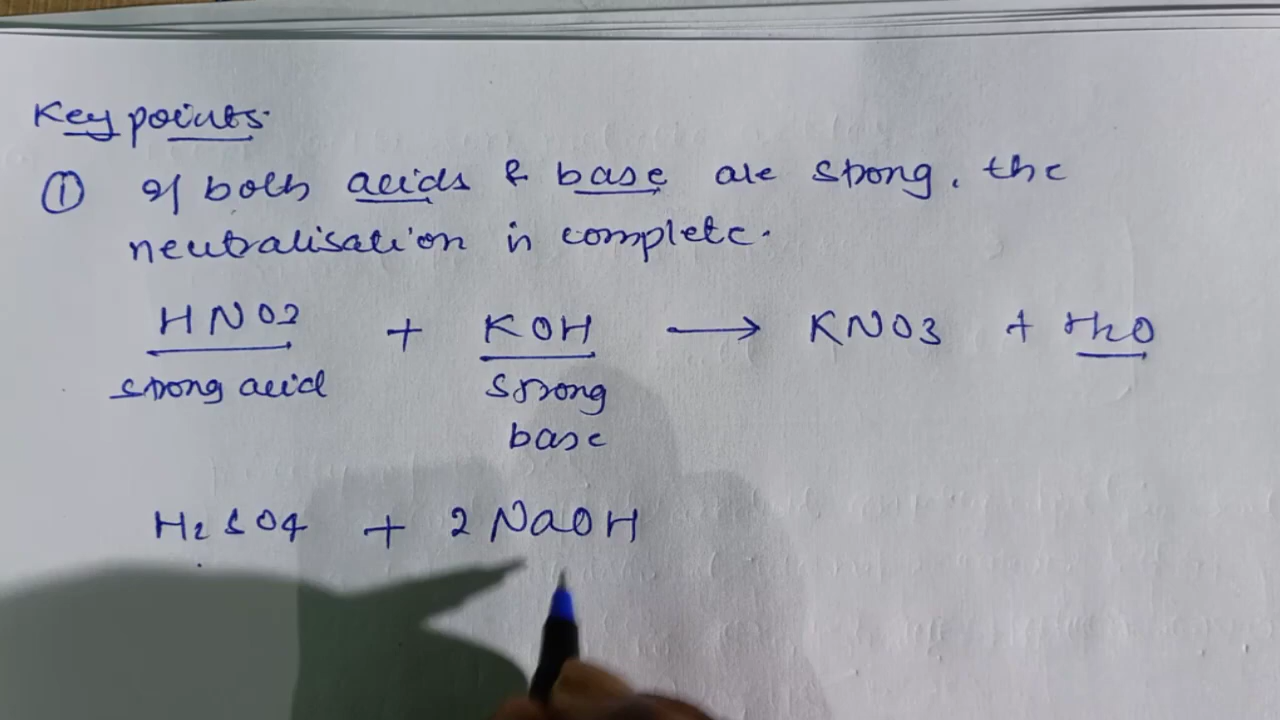 Key points.
① If both acids & base are strong, the
neutralisation is complete.
HNO3 + KOH → KNO3 + H2O
strong acid strong
base
H2SO4 + 2NaOH